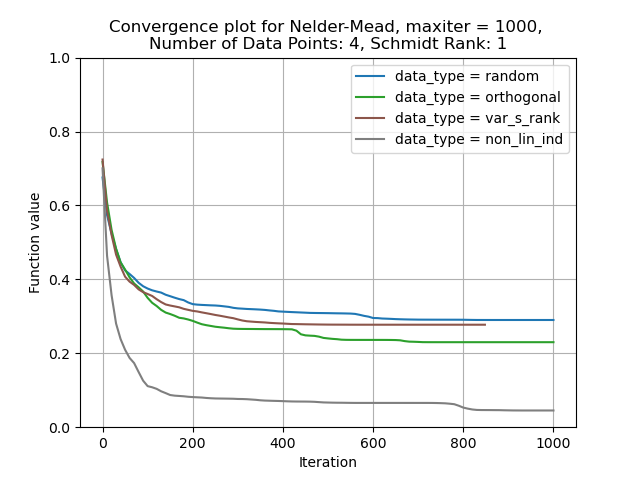 Convergence plot for Nelder-Mead, maxiter = 1000,
Number of Data Points: 4, Schmidt Rank: 1
data_type = random
data_type = orthogonal
data_type = var_s_rank
data_type = non_lin_ind
Function value
1.0
0.8
0.6
0.4
0.2
0.0
0 200 400 600 800 1000
Iteration